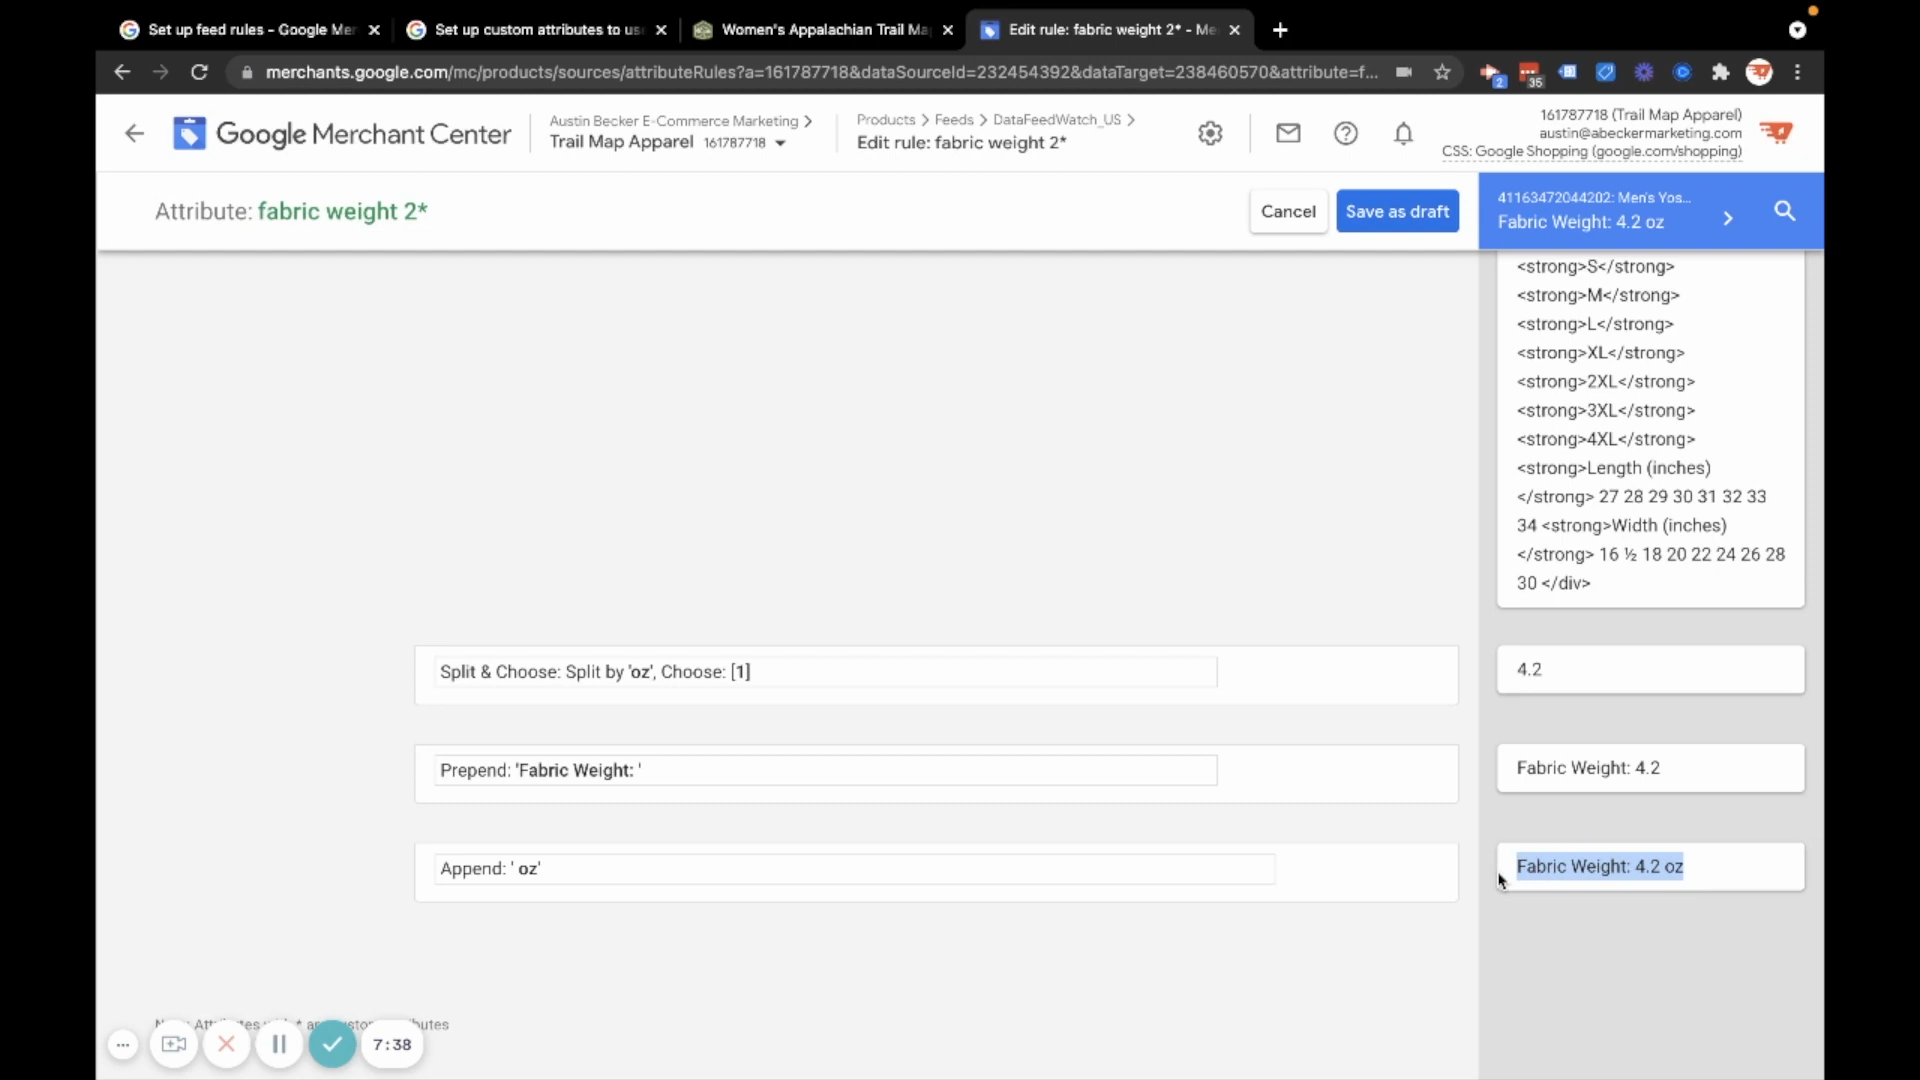 Set up feed rules - Google Mer
Set up custom attributes to us
Women's Appalachian Trail Ma
Edit rule: fabric weight 2* - Me
merchants.google.com/mc/products/sources/attributeRules?a=161787718&dataSourceId=232454392&dataTarget=238460570&attribute=f...
2
35
Google Merchant Center
Austin Becker E-Commerce Marketing
Trail Map Apparel 161787718
Products > Feeds > DataFeedWatch_US >
Edit rule: fabric weight 2*
161787718 (Trail Map Apparel)
austin@abeckermarketing.com
CSS: Google Shopping (google.com/shopping)
Attribute: fabric weight 2*
Cancel
Save as draft
41163472044202: Men's Yos...
Fabric Weight: 4.2 oz
<strong>S</strong>
<strong>M</strong>
<strong>L</strong>
<strong>XL</strong>
<strong>2XL</strong>
<strong>3XL</strong>
<strong>4XL</strong>
<strong>Length (inches)
</strong> 27 28 29 30 31 32 33
34 <strong>Width (inches)
</strong> 16 ½ 18 20 22 24 26 28
30 </div>
Split & Choose: Split by 'oz', Choose: [1]
4.2
Prepend: 'Fabric Weight: '
Fabric Weight: 4.2
Append: ' oz'
Fabric Weight: 4.2 oz
7:38